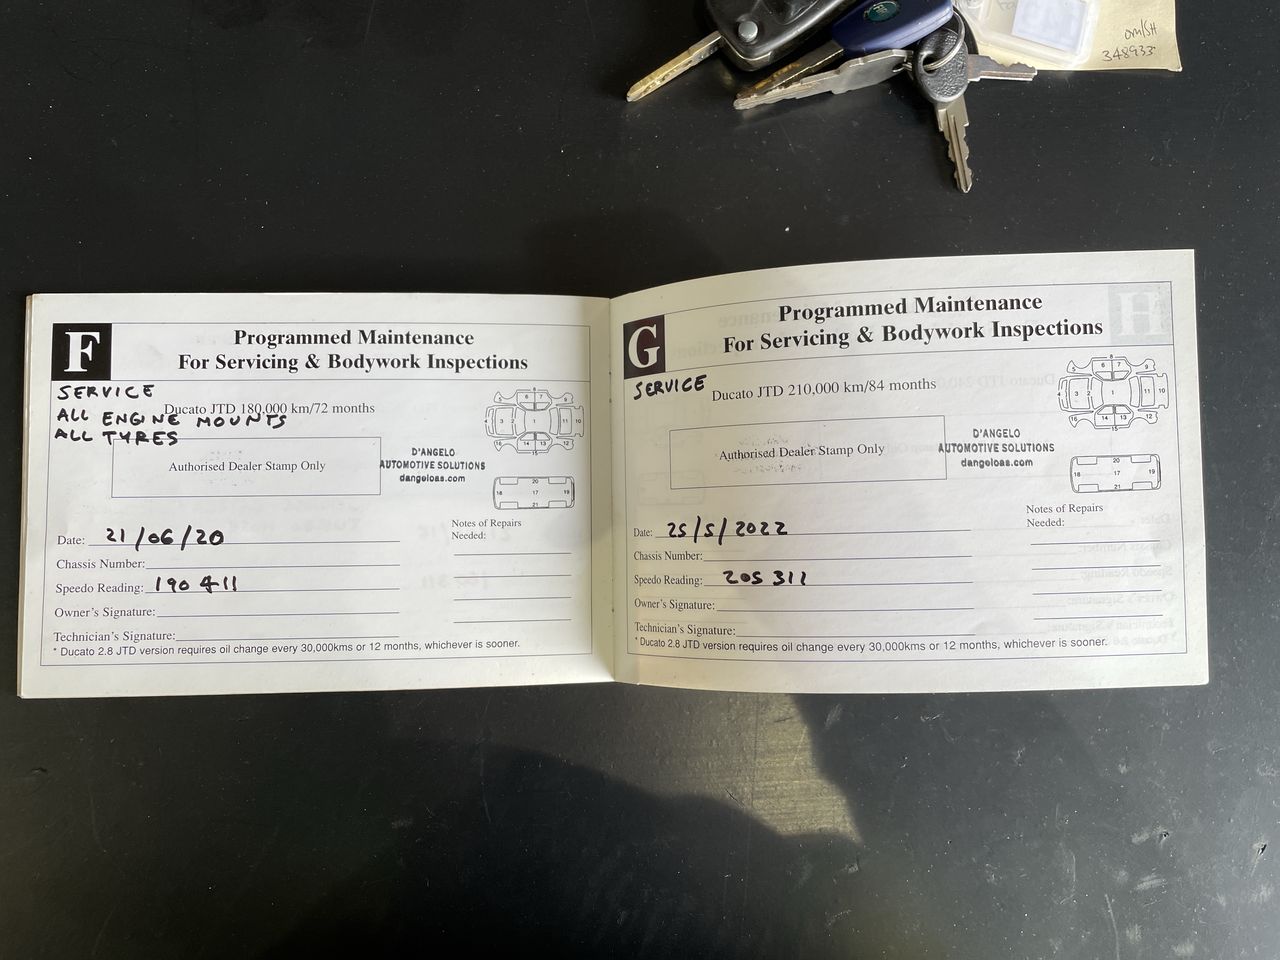 OM/SH
348933
F
Programmed Maintenance
For Servicing & Bodywork Inspections
SERVICE
Ducato JTD 180,000 km/72 months
ALL ENGINE MOUNTS
ALL TYRES
Authorised Dealer Stamp Only
D'ANGELO
AUTOMOTIVE SOLUTIONS
dangeloas.com
Date: 21/06/20
Chassis Number:
Speedo Reading: 190 411
Owner's Signature:
Technician's Signature:
Notes of Repairs
Needed:
* Ducato 2.8 JTD version requires oil change every 30,000kms or 12 months, whichever is sooner.
G
Programmed Maintenance
For Servicing & Bodywork Inspections
SERVICE
Ducato JTD 210,000 km/84 months
Authorised Dealer Stamp Only
D'ANGELO
AUTOMOTIVE SOLUTIONS
dangeloas.com
Date: 25/5/2022
Chassis Number:
Speedo Reading: 205 311
Owner's Signature:
Technician's Signature:
Notes of Repairs
Needed:
* Ducato 2.8 JTD version requires oil change every 30,000kms or 12 months, whichever is sooner.